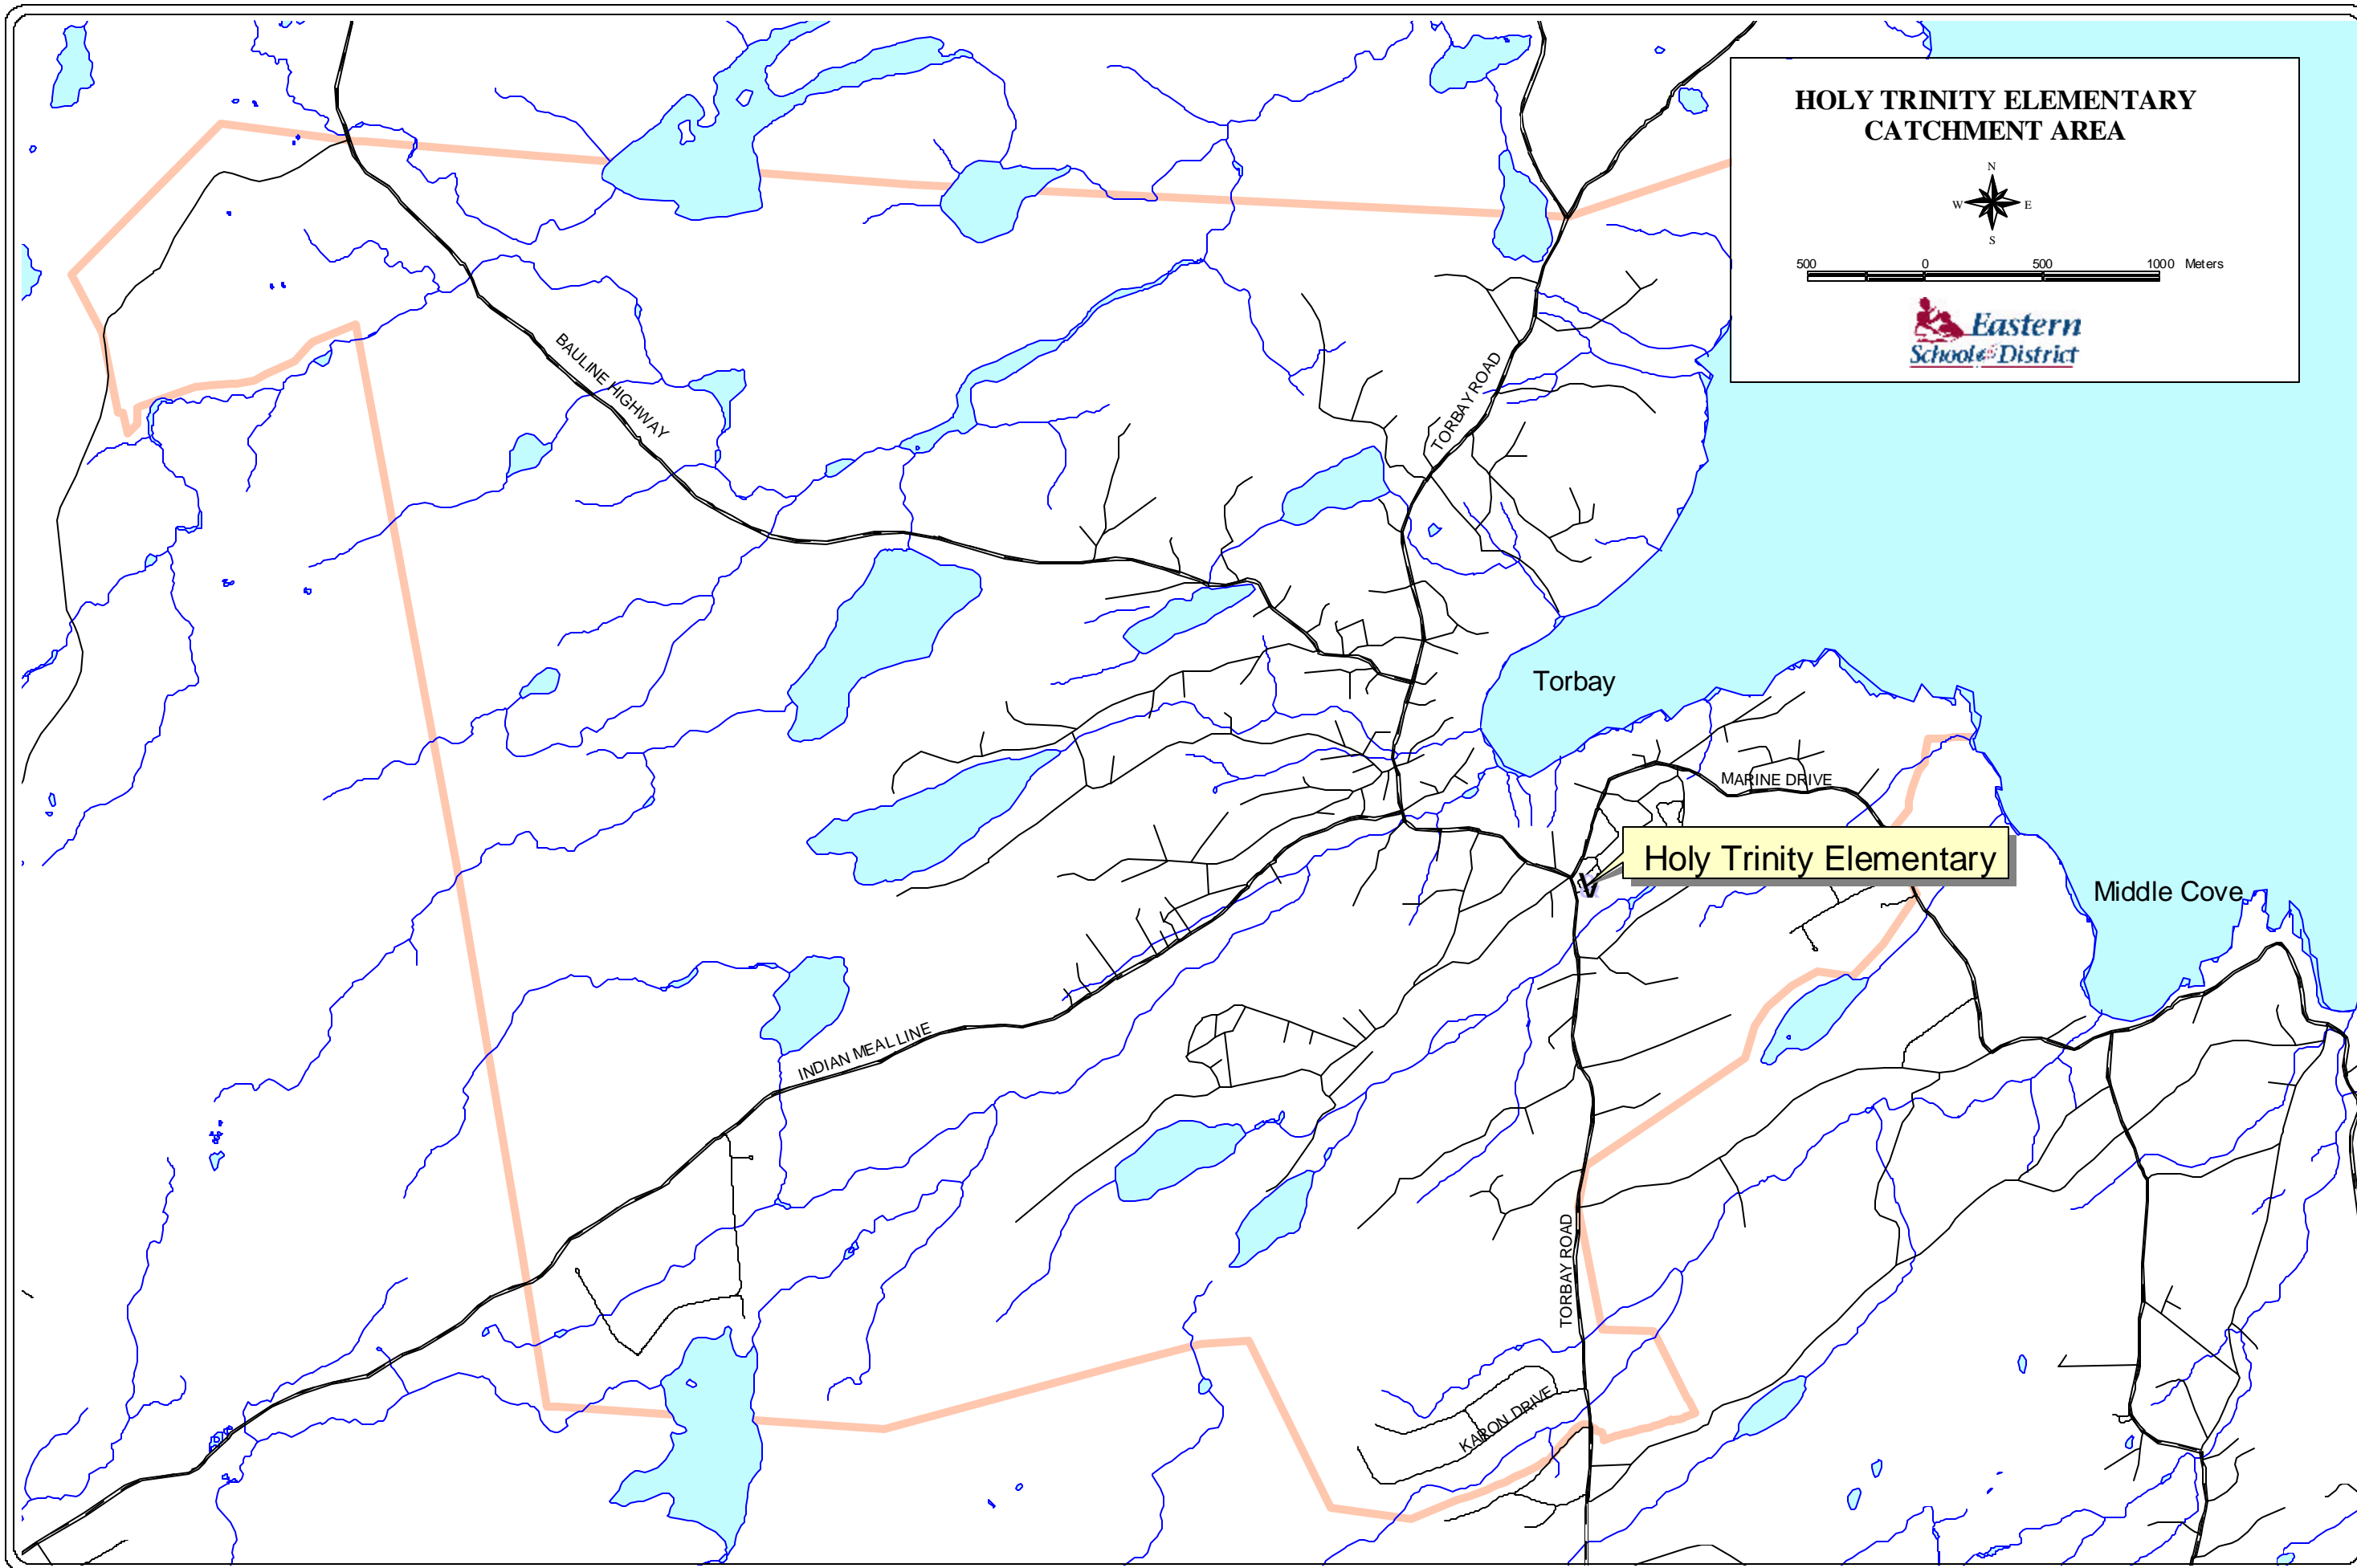 HOLY TRINITY ELEMENTARY
CATCHMENT AREA
N
W E
S
500 0 500 1000 Meters
Eastern
School District
BAULINE HIGHWAY
TORBAY ROAD
Torbay
MARINE DRIVE
Holy Trinity Elementary
Middle Cove
INDIAN MEAL LINE
TORBAY ROAD
KARON DRIVE